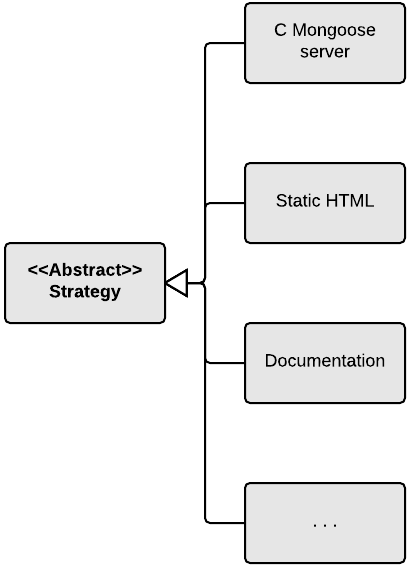 C Mongoose
server
Static HTML
<<Abstract>>
Strategy
Documentation
. . .